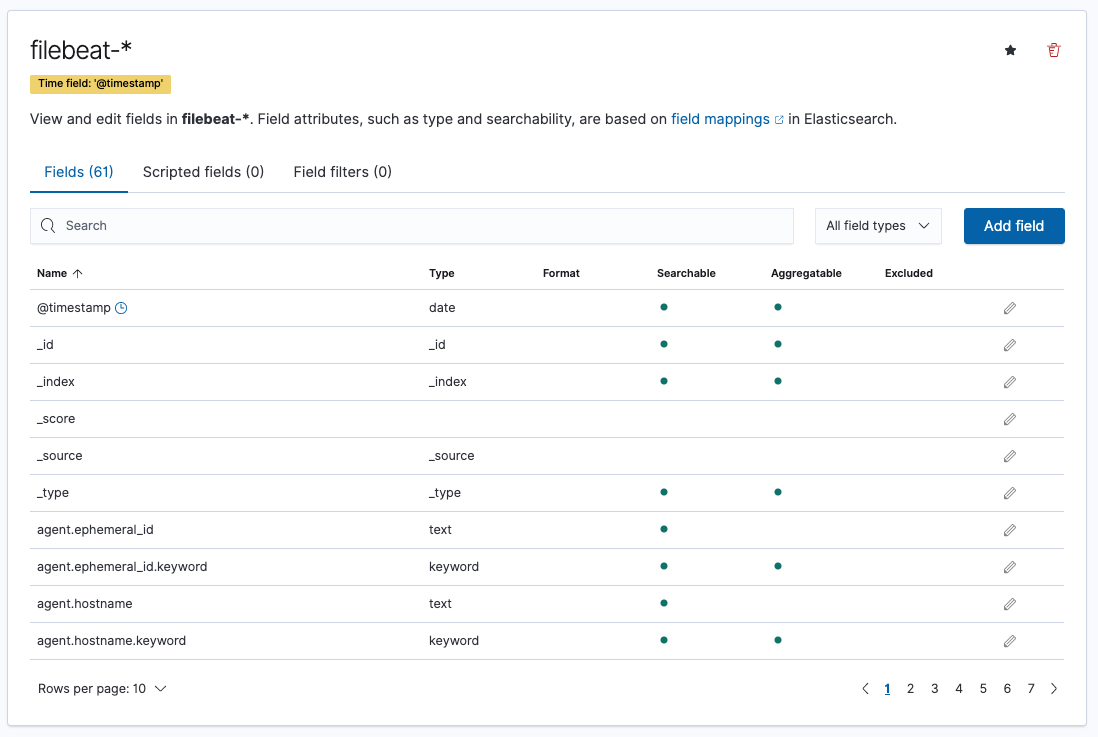 filebeat-*
Time field: '@timestamp'
View and edit fields in filebeat-*. Field attributes, such as type and searchability, are based on field mappings in Elasticsearch.
Fields (61) Scripted fields (0) Field filters (0)
Search All field types Add field
Name Type Format Searchable Aggregatable Excluded
@timestamp date
_id _id
_index _index
_score
_source _source
_type _type
agent.ephemeral_id text
agent.ephemeral_id.keyword keyword
agent.hostname text
agent.hostname.keyword keyword
Rows per page: 10 1 2 3 4 5 6 7